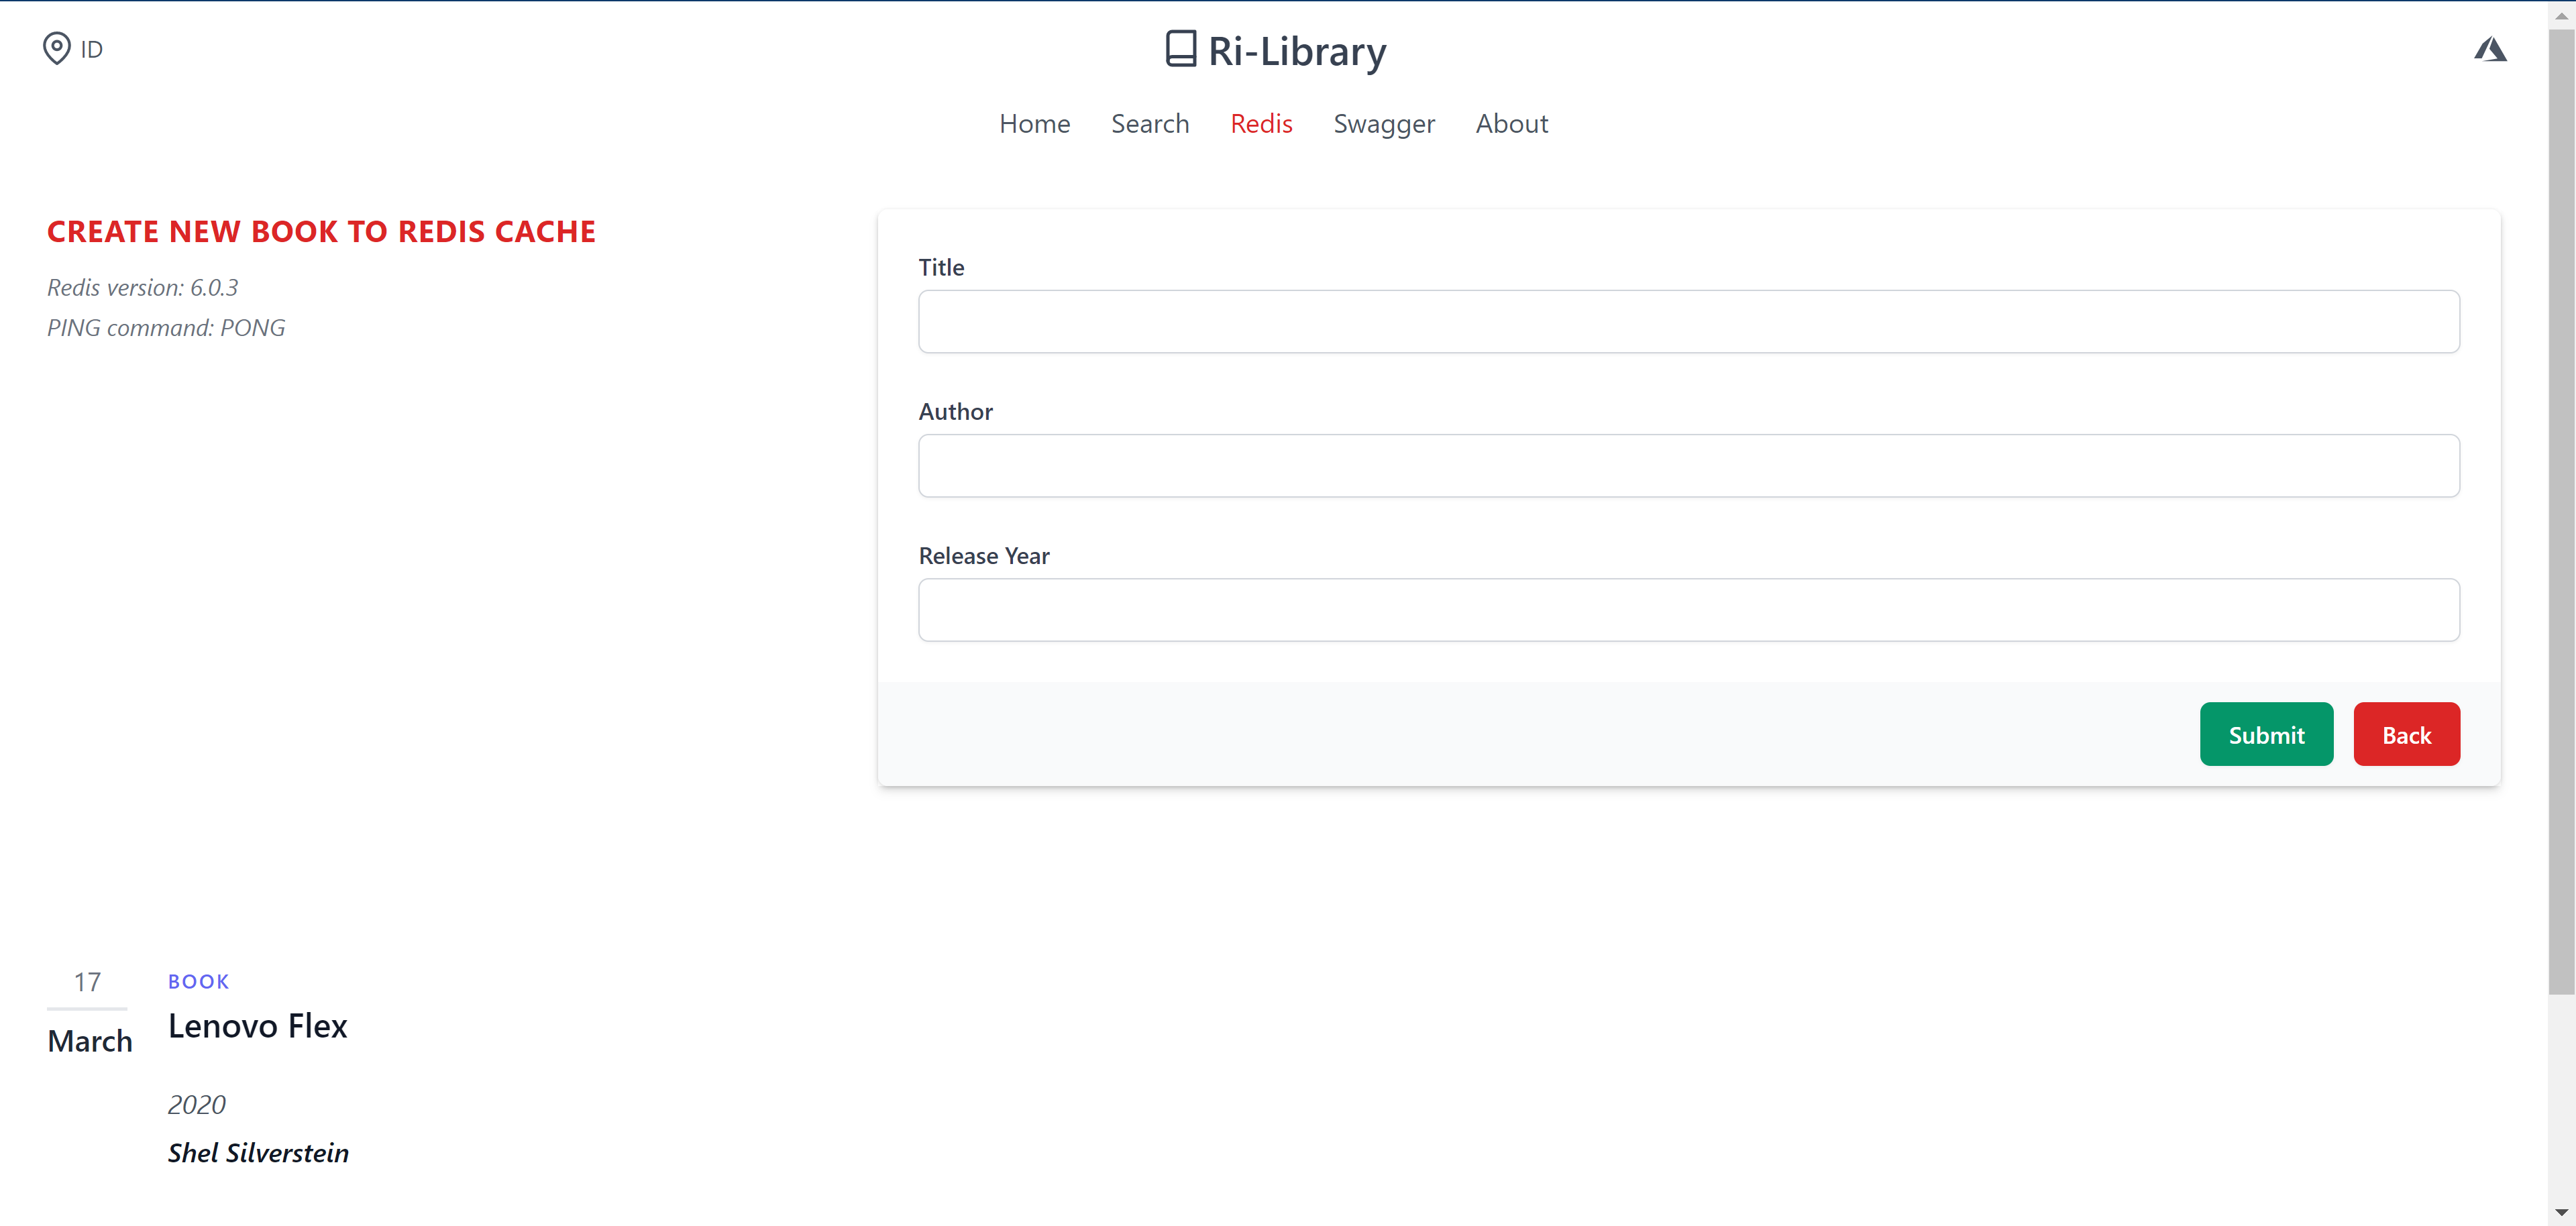 ID
Ri-Library
Home Search Redis Swagger About
CREATE NEW BOOK TO REDIS CACHE
Redis version: 6.0.3
PING command: PONG
Title
Author
Release Year
Submit Back
17
March
BOOK
Lenovo Flex
2020
Shel Silverstein